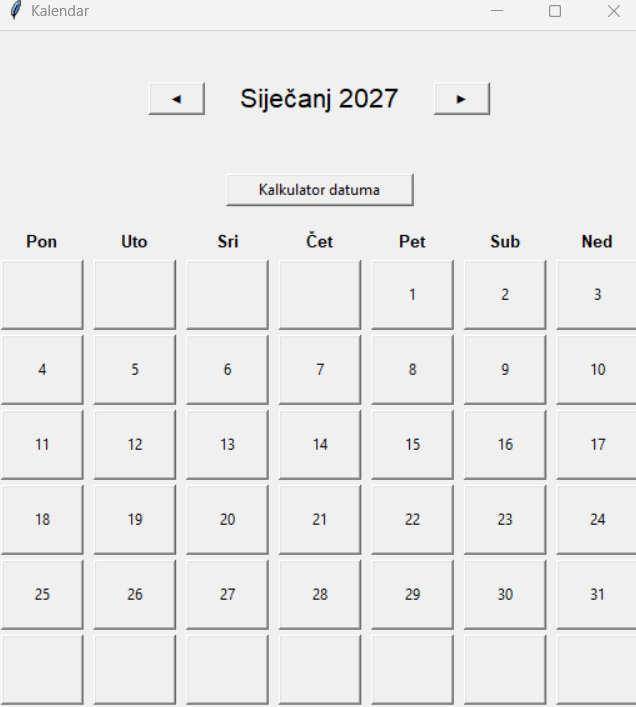 Kalendar
◄ Siječanj 2027 ►
Kalkulator datuma
Pon Uto Sri Čet Pet Sub Ned
1 2 3
4 5 6 7 8 9 10
11 12 13 14 15 16 17
18 19 20 21 22 23 24
25 26 27 28 29 30 31